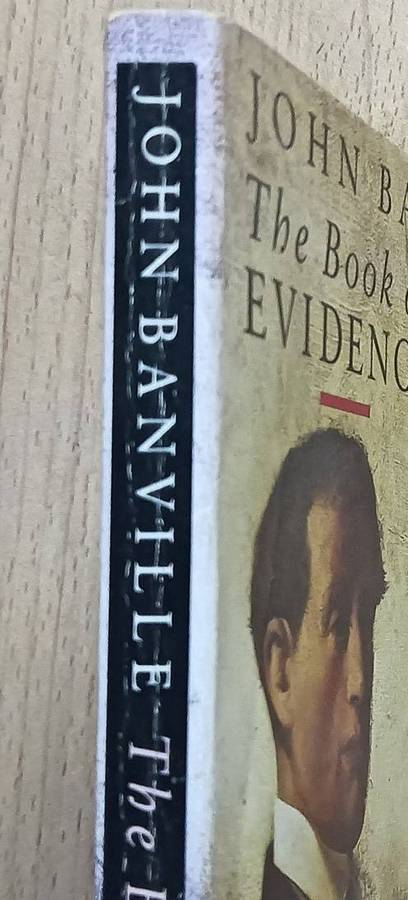 JOHN BANVILLE The
JOHN BA
The Book
EVIDENC